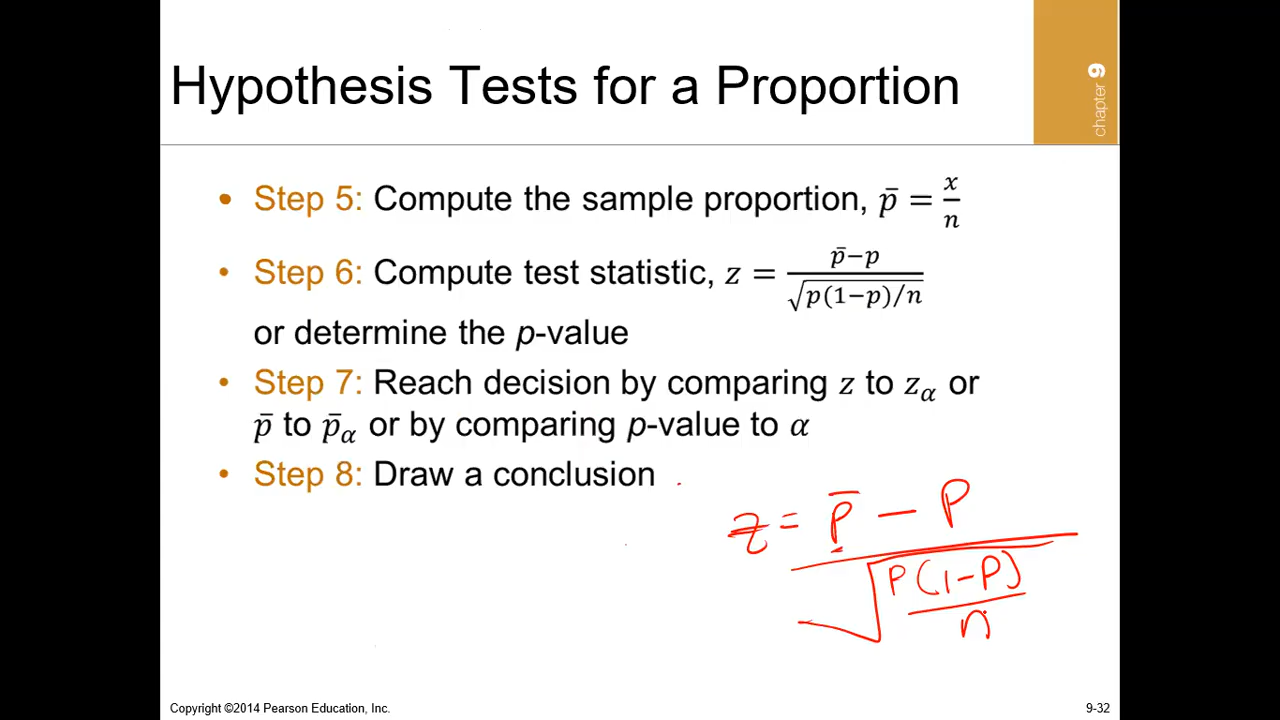 Hypothesis Tests for a Proportion
chapter 9
• Step 5: Compute the sample proportion, p̄ = x/n
• Step 6: Compute test statistic, z = (p̄−p)/√(p(1−p)/n)
or determine the p-value
• Step 7: Reach decision by comparing z to zα or
p̄ to p̄α or by comparing p-value to α
• Step 8: Draw a conclusion
z = (p̄ − p)/√(p(1−p)/n)
Copyright ©2014 Pearson Education, Inc.
9-32